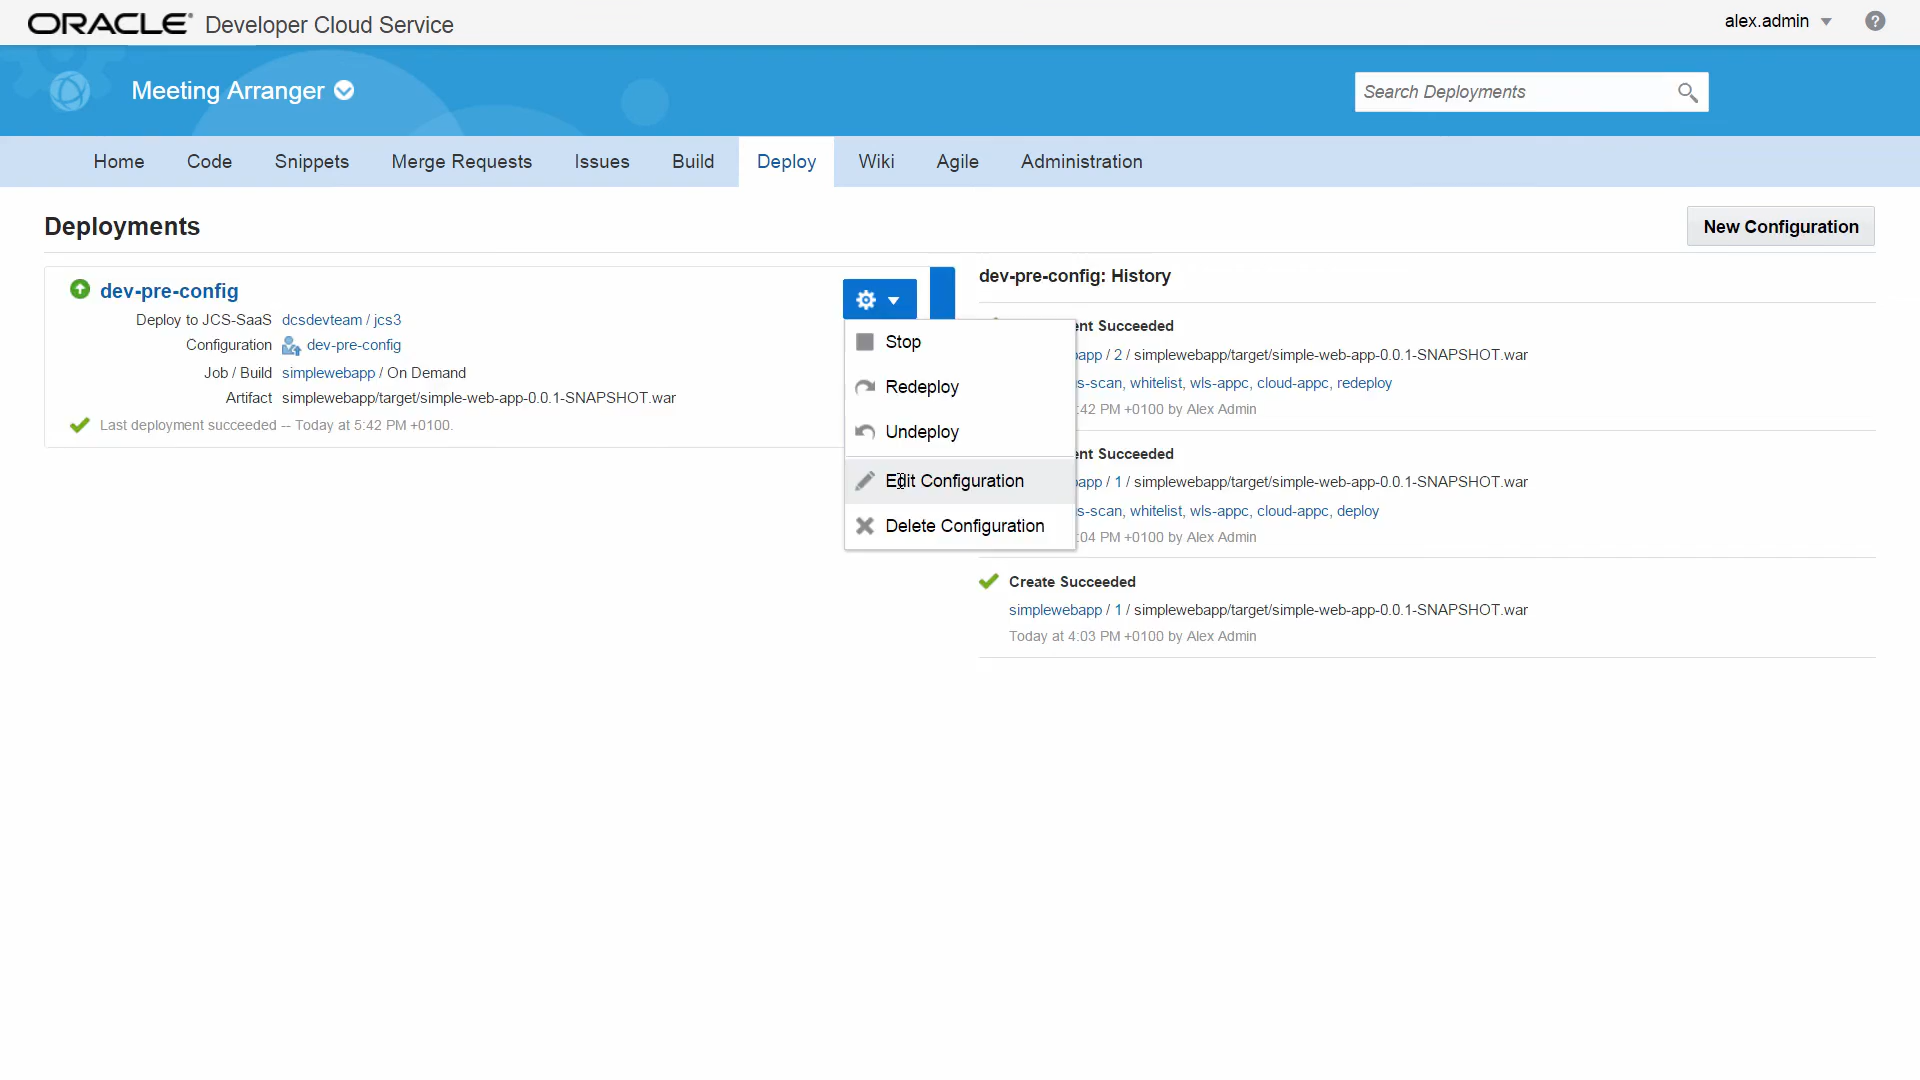 ORACLE Developer Cloud Service
alex.admin
Meeting Arranger
Search Deployments
Home Code Snippets Merge Requests Issues Build Deploy Wiki Agile Administration
Deployments
New Configuration
dev-pre-config
Deploy to JCS-SaaS dcsdevteam / jcs3
Configuration dev-pre-config
Job / Build simplewebapp / On Demand
Artifact simplewebapp/target/simple-web-app-0.0.1-SNAPSHOT.war
Last deployment succeeded -- Today at 5:42 PM +0100.
Stop
Redeploy
Undeploy
Edit Configuration
Delete Configuration
dev-pre-config: History
Succeeded
/ 2 / simplewebapp/target/simple-web-app-0.0.1-SNAPSHOT.war
whitelist, wls-appc, cloud-appc, redeploy
:42 PM +0100 by Alex Admin
Succeeded
/ 1 / simplewebapp/target/simple-web-app-0.0.1-SNAPSHOT.war
whitelist, wls-appc, cloud-appc, deploy
:04 PM +0100 by Alex Admin
Create Succeeded
simplewebapp / 1 / simplewebapp/target/simple-web-app-0.0.1-SNAPSHOT.war
Today at 4:03 PM +0100 by Alex Admin